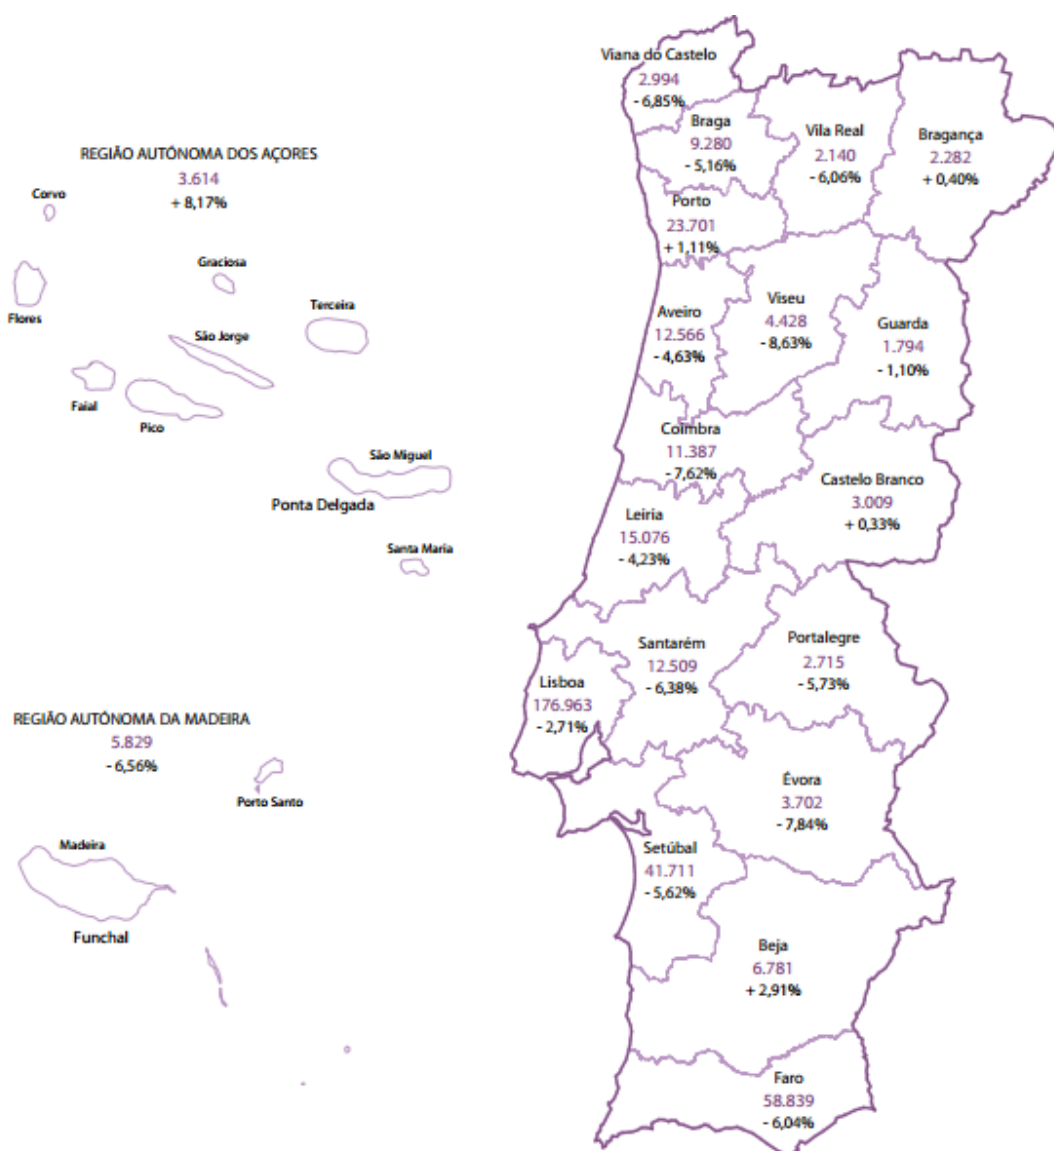 REGIÃO AUTÓNOMA DOS AÇORES
3.614
+ 8,17%
Corvo
Graciosa
Flores
Terceira
São Jorge
Faial
Pico
São Miguel
Ponta Delgada
Santa Maria
REGIÃO AUTÓNOMA DA MADEIRA
5.829
- 6,56%
Porto Santo
Madeira
Funchal
Viana do Castelo
2.994
- 6,85%
Braga
9.280
- 5,16%
Vila Real
2.140
- 6,06%
Bragança
2.282
+ 0,40%
Porto
23.701
+ 1,11%
Aveiro
12.566
- 4,63%
Viseu
4.428
- 8,63%
Guarda
1.794
- 1,10%
Coimbra
11.387
- 7,62%
Castelo Branco
3.009
+ 0,33%
Leiria
15.076
- 4,23%
Santarém
12.509
- 6,38%
Portalegre
2.715
- 5,73%
Lisboa
176.963
- 2,71%
Évora
3.702
- 7,84%
Setúbal
41.711
- 5,62%
Beja
6.781
+ 2,91%
Faro
58.839
- 6,04%